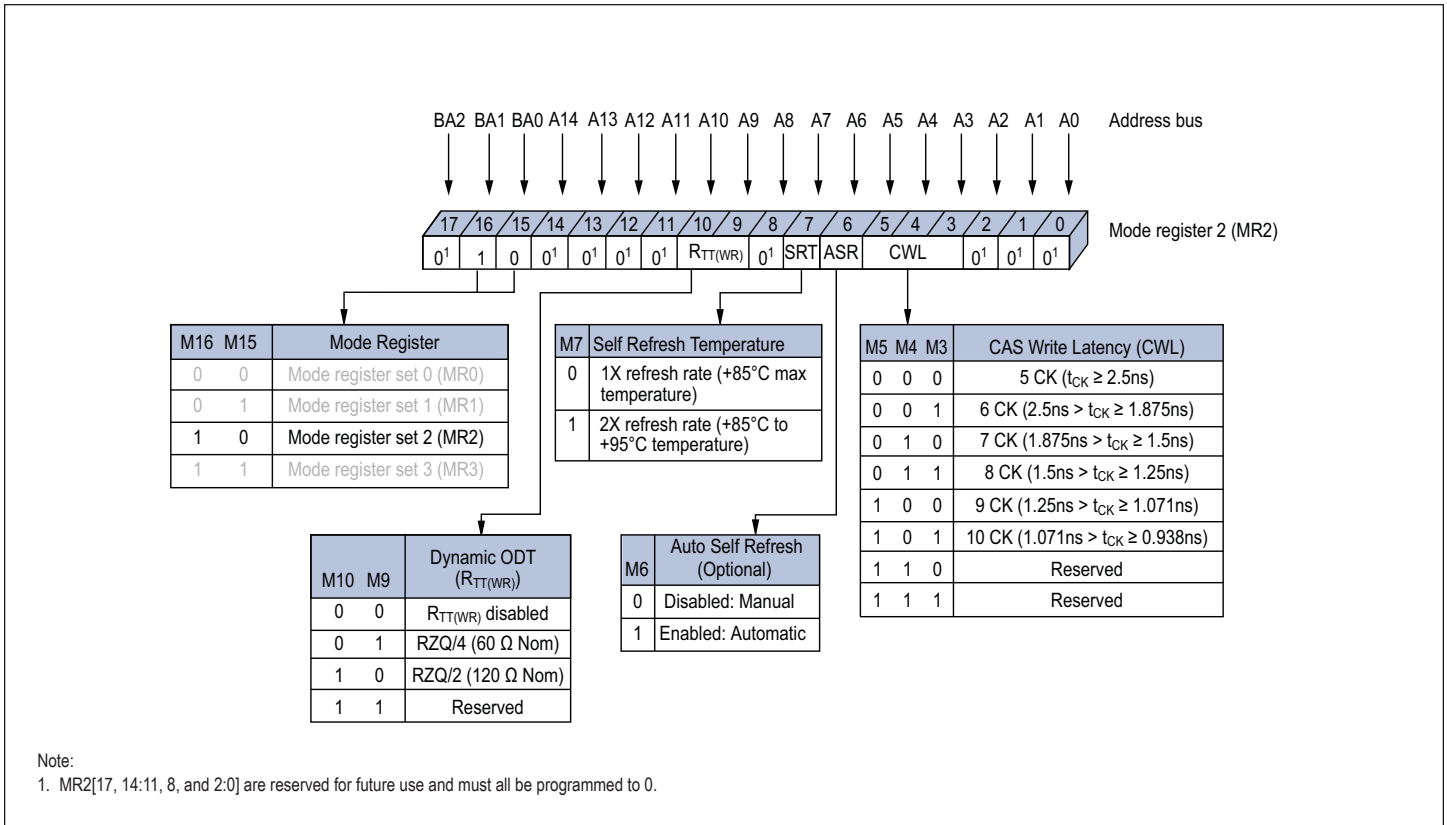 BA2 BA1 BA0 A14 A13 A12 A11 A10 A9 A8 A7 A6 A5 A4 A3 A2 A1 A0 Address bus
17 16 15 14 13 12 11 10 9 8 7 6 5 4 3 2 1 0
Mode register 2 (MR2)
0¹ 1 0 0¹ 0¹ 0¹ 0¹ RTT(WR) 0¹ SRT ASR CWL 0¹ 0¹ 0¹
M16 M15 Mode Register
0 0 Mode register set 0 (MR0)
0 1 Mode register set 1 (MR1)
1 0 Mode register set 2 (MR2)
1 1 Mode register set 3 (MR3)
M7 Self Refresh Temperature
0 1X refresh rate (+85°C max
temperature)
1 2X refresh rate (+85°C to
+95°C temperature)
M5 M4 M3 CAS Write Latency (CWL)
0 0 0 5 CK (tCK ≥ 2.5ns)
0 0 1 6 CK (2.5ns > tCK ≥ 1.875ns)
0 1 0 7 CK (1.875ns > tCK ≥ 1.5ns)
0 1 1 8 CK (1.5ns > tCK ≥ 1.25ns)
1 0 0 9 CK (1.25ns > tCK ≥ 1.071ns)
1 0 1 10 CK (1.071ns > tCK ≥ 0.938ns)
1 1 0 Reserved
1 1 1 Reserved
M10 M9 Dynamic ODT
(RTT(WR))
0 0 RTT(WR) disabled
0 1 RZQ/4 (60 Ω Nom)
1 0 RZQ/2 (120 Ω Nom)
1 1 Reserved
M6 Auto Self Refresh
(Optional)
0 Disabled: Manual
1 Enabled: Automatic
Note:
1. MR2[17, 14:11, 8, and 2:0] are reserved for future use and must all be programmed to 0.